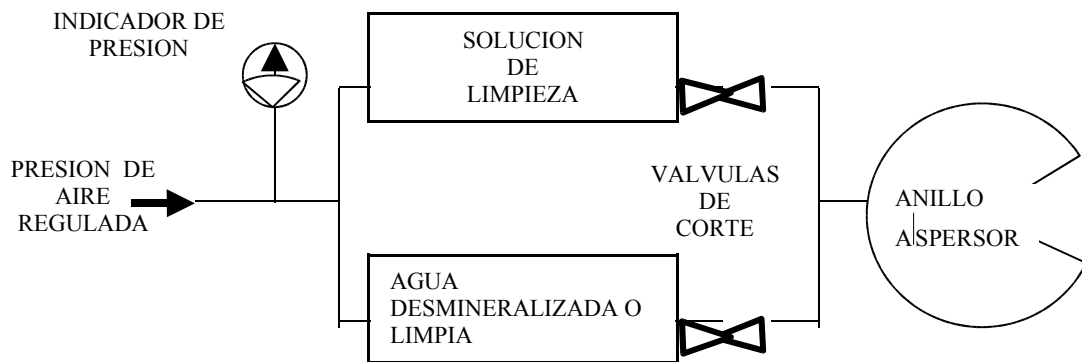 INDICADOR DE
PRESION
SOLUCION
DE
LIMPIEZA
PRESION DE
AIRE
REGULADA
VALVULAS
DE
CORTE
ANILLO
ASPERSOR
AGUA
DESMINERALIZADA O
LIMPIA